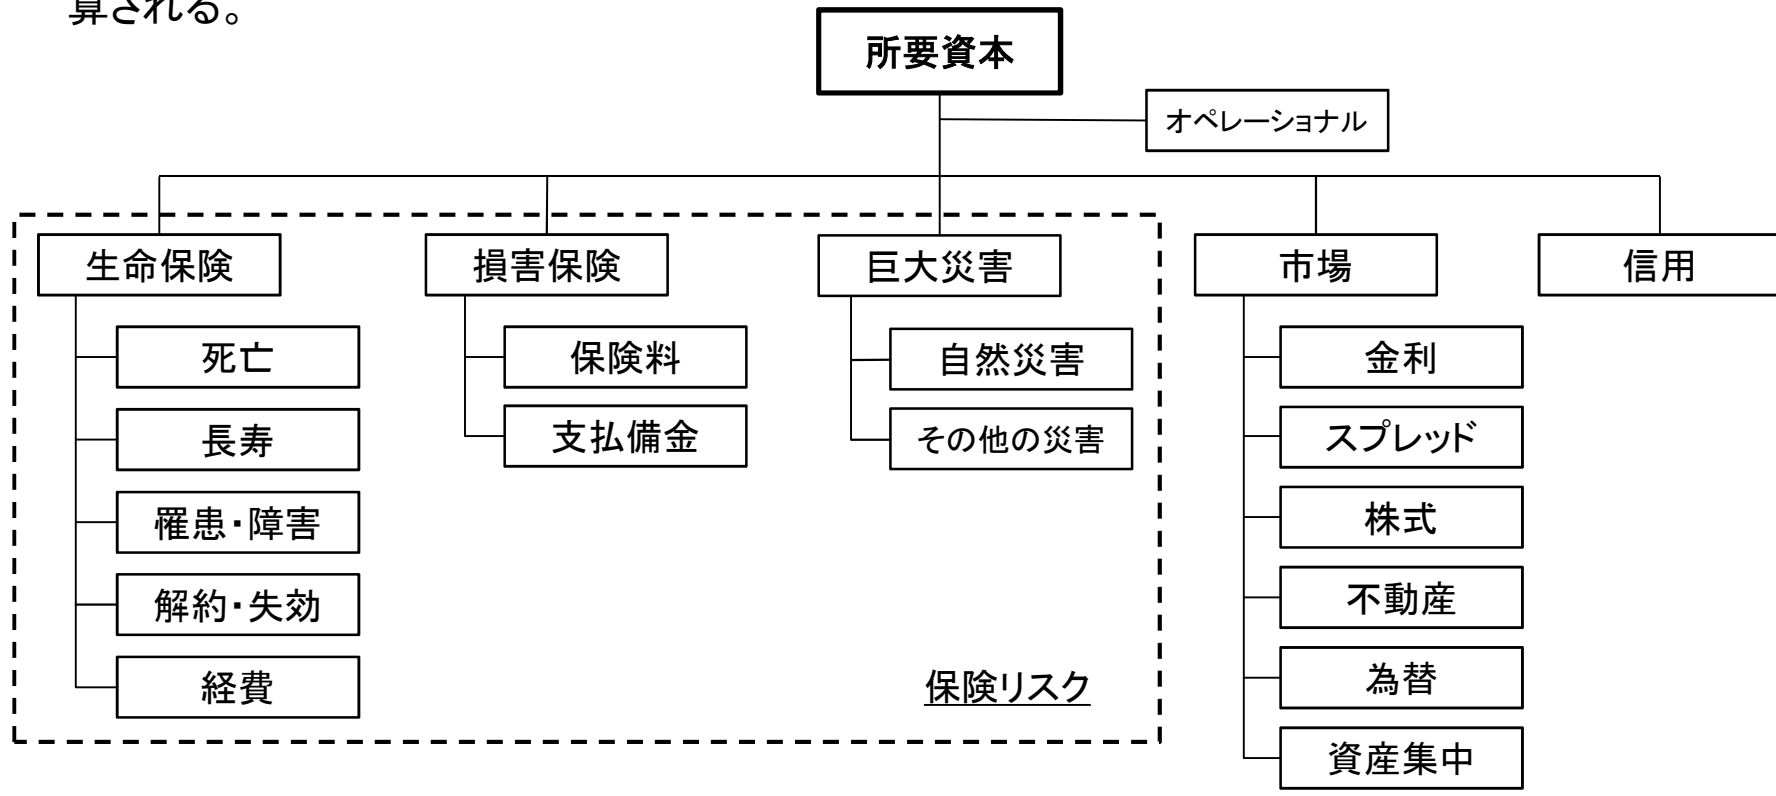 算される。
所要資本
オペレーショナル
生命保険
損害保険
巨大災害
市場
信用
死亡
長寿
罹患・障害
解約・失効
経費
保険料
支払備金
自然災害
その他の災害
保険リスク
金利
スプレッド
株式
不動産
為替
資産集中